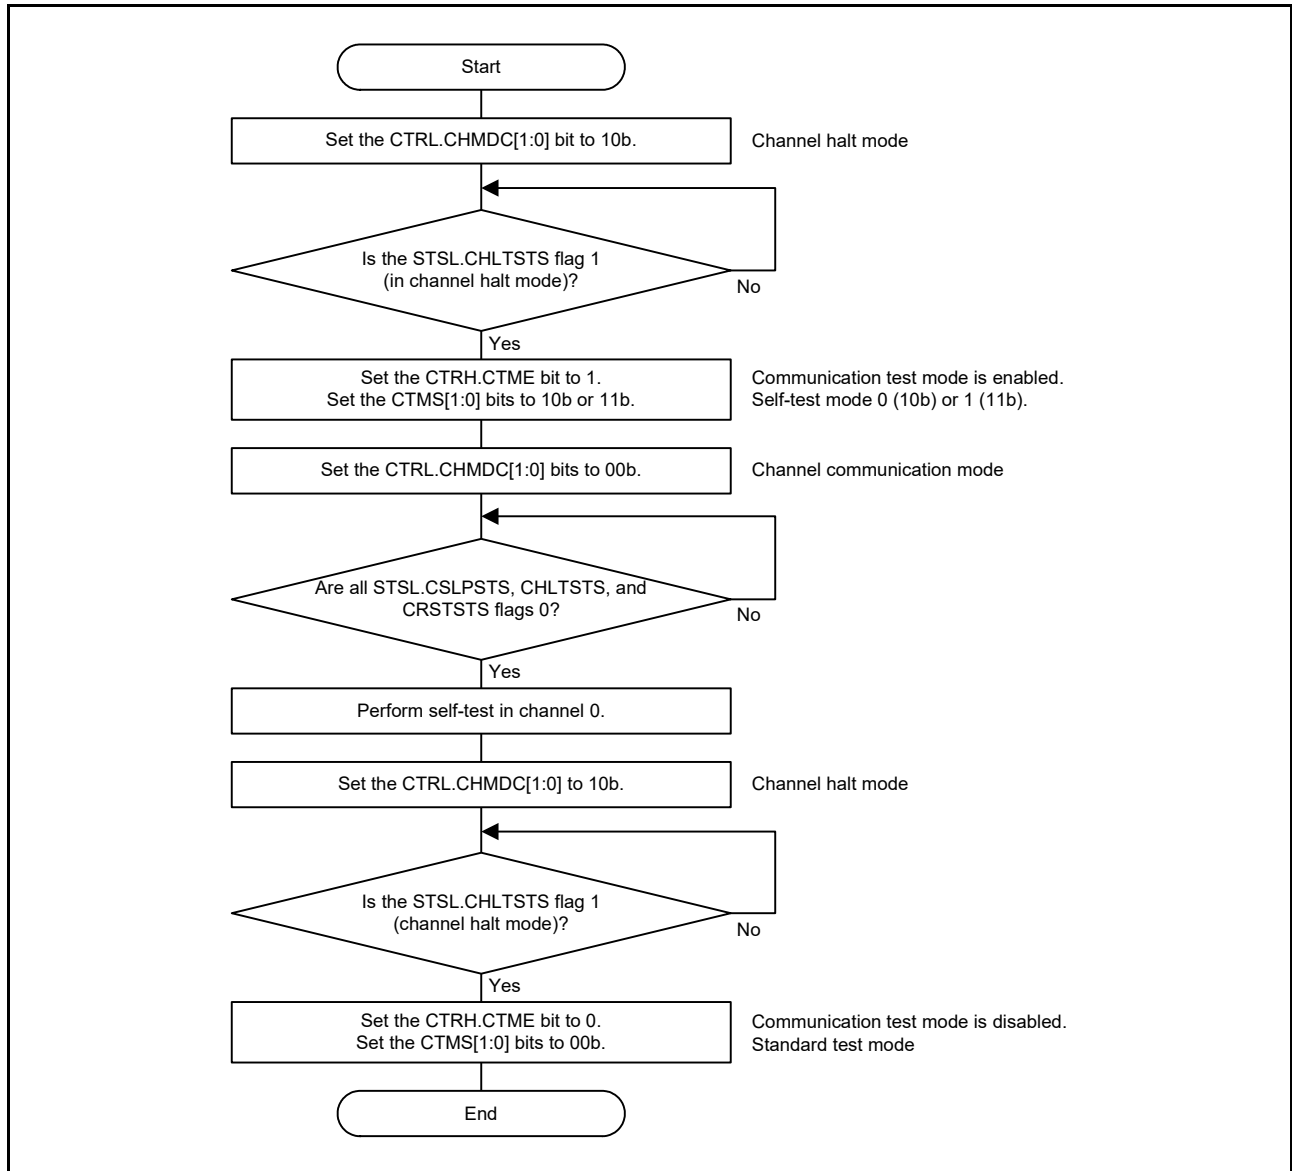 Start
Set the CTRL.CHMDC[1:0] bit to 10b.
Channel halt mode
Is the STSL.CHLTSTS flag 1
(in channel halt mode)?
No
Yes
Set the CTRH.CTME bit to 1.
Set the CTMS[1:0] bits to 10b or 11b.
Communication test mode is enabled.
Self-test mode 0 (10b) or 1 (11b).
Set the CTRL.CHMDC[1:0] bits to 00b.
Channel communication mode
Are all STSL.CSLPSTS, CHLTSTS, and
CRSTSTS flags 0?
No
Yes
Perform self-test in channel 0.
Set the CTRL.CHMDC[1:0] to 10b.
Channel halt mode
Is the STSL.CHLTSTS flag 1
(channel halt mode)?
No
Yes
Set the CTRH.CTME bit to 0.
Set the CTMS[1:0] bits to 00b.
Communication test mode is disabled.
Standard test mode
End